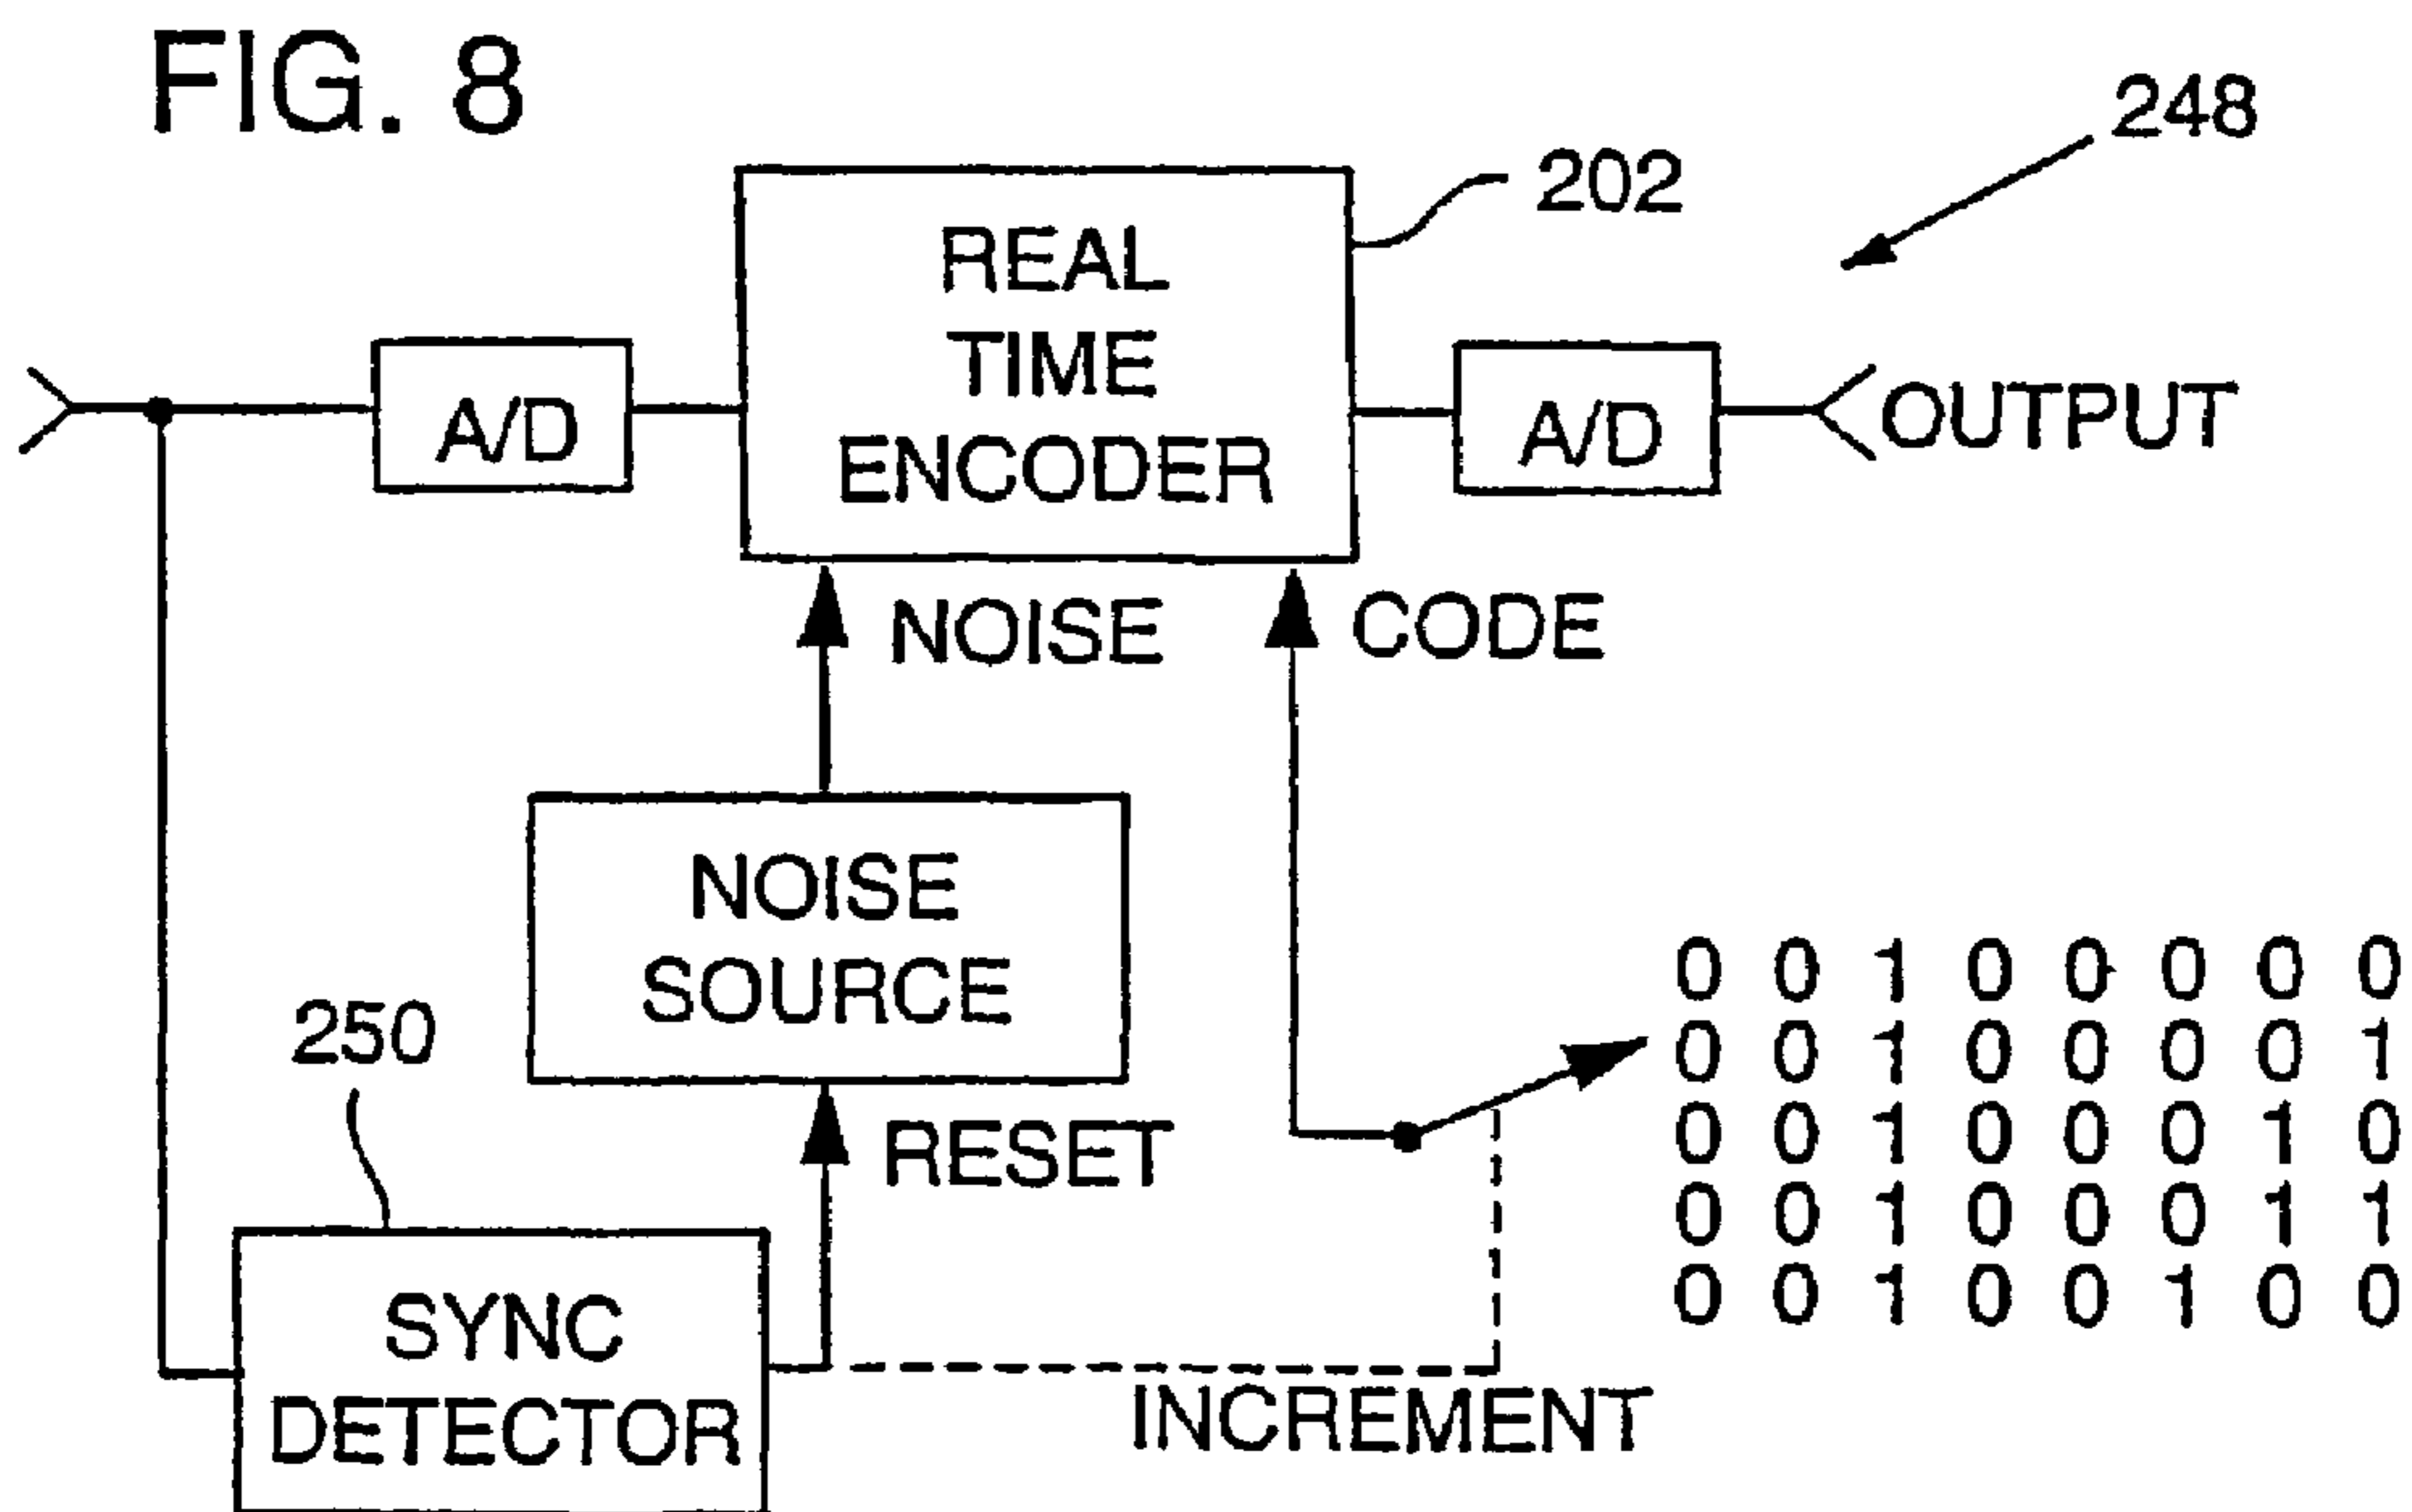 FIG. 8
248
202
REAL
TIME
ENCODER
A/D
A/D
OUTPUT
NOISE
CODE
NOISE
SOURCE
250
RESET
0 0 1 0 0 0 0 0
0 0 1 0 0 0 0 1
0 0 1 0 0 0 1 0
0 0 1 0 0 0 1 1
0 0 1 0 0 1 0 0
SYNC
DETECTOR
INCREMENT